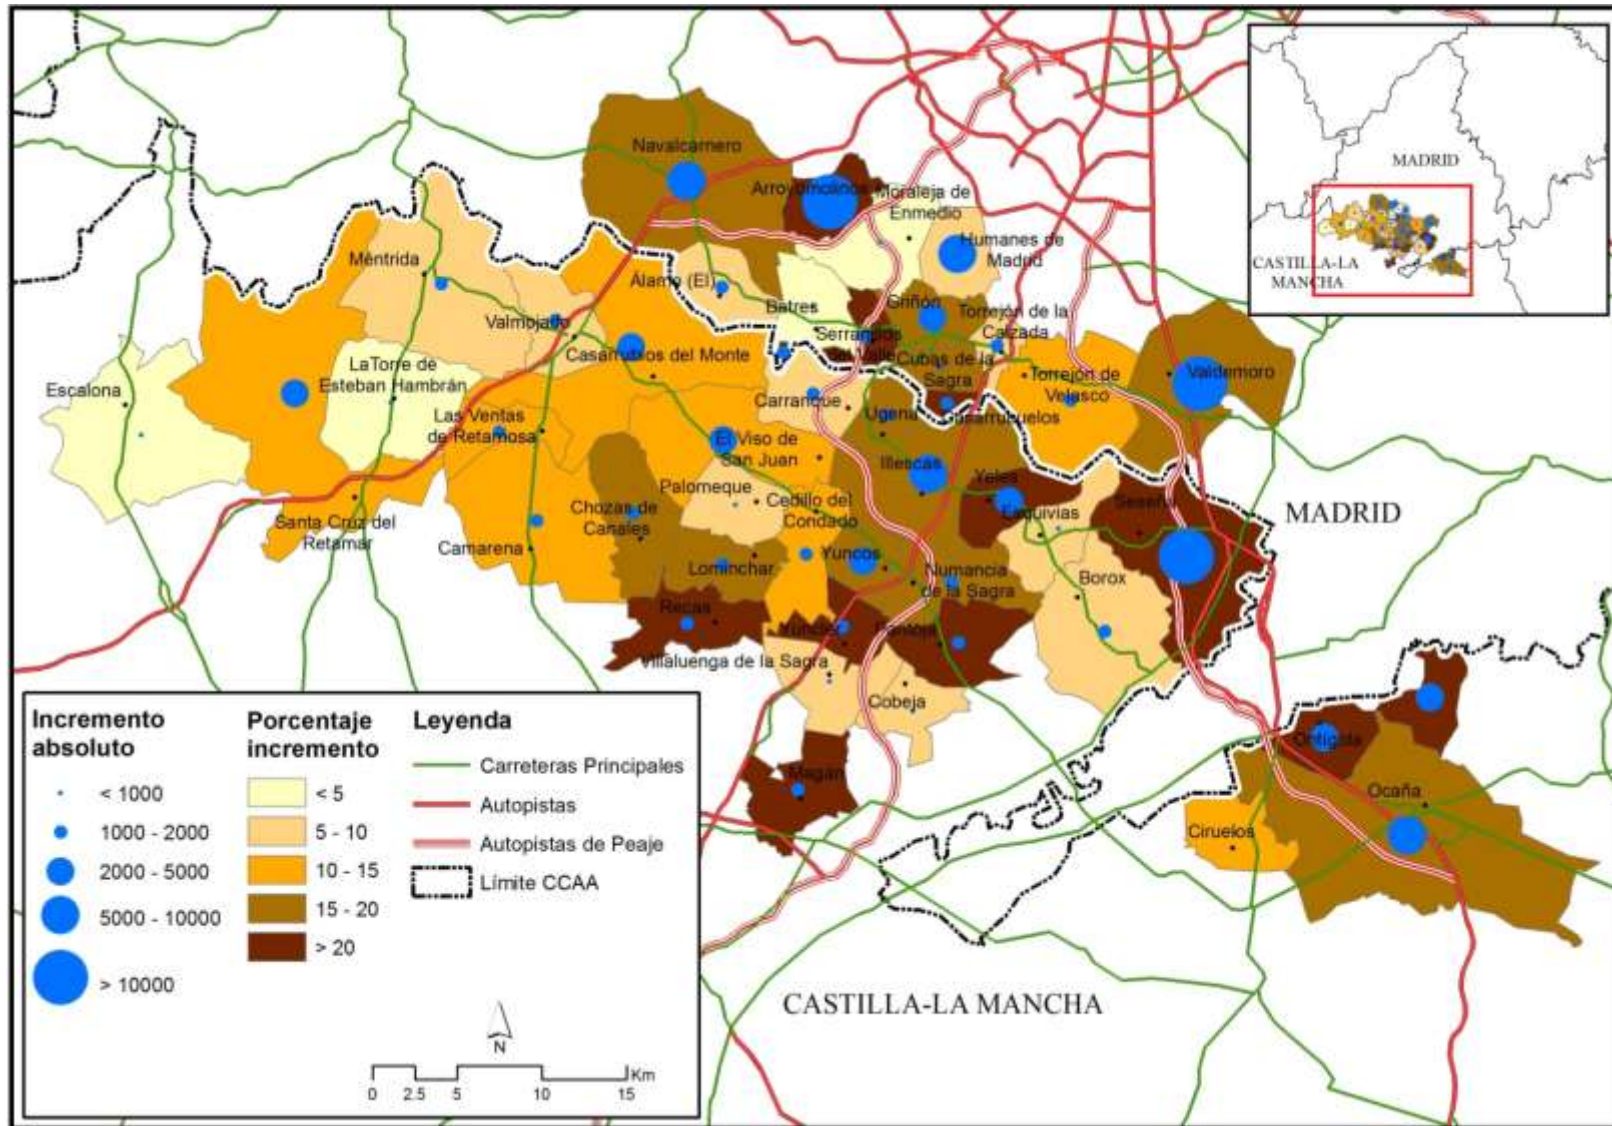 Navalcarnero
Arroyomolinos
Moraleja de
Enmedio
Humanes de
Madrid
MADRID
CASTILLA-LA
MANCHA
Méntrida
Álamo (El)
Batres
Griñón
Torrejón de la
Calzada
Valmojado
Serranillos
del Valle
Cubas de la
Sagra
Casarrubios del Monte
LaTorre de
Esteban Hambrán
Escalona
Torrejón de
Velasco
Valdemoro
Carranque
Ugena
Casarrubuelos
Las Ventas
de Retamosa
El Viso de
San Juan
Illescas
Yeles
Palomeque
Cedillo del
Condado
Chozas de
Canales
Esquivias
Seseña
MADRID
Santa Cruz del
Retamar
Camarena
Yuncos
Lominchar
Numancia
de la Sagra
Borox
Recas
Yuncler
Pantoja
Villaluenga de la Sagra
Cobeja
Magán
Ontígola
Ocaña
Ciruelos
CASTILLA-LA MANCHA
Incremento
absoluto
< 1000
1000 - 2000
2000 - 5000
5000 - 10000
> 10000
Porcentaje
incremento
< 5
5 - 10
10 - 15
15 - 20
> 20
Leyenda
Carreteras Principales
Autopistas
Autopistas de Peaje
Límite CCAA
N
Km
0 2.5 5 10 15